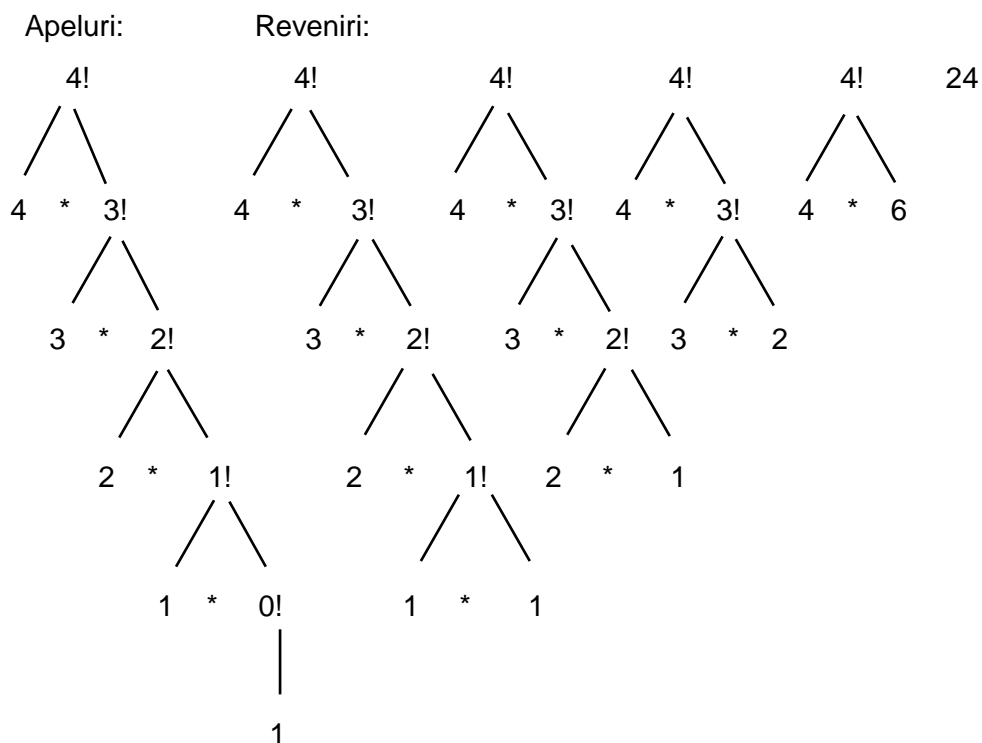 Apeluri: Reveniri:
4! 4! 4! 4! 4! 24
4 * 3! 4 * 3! 4 * 3! 4 * 3! 4 * 6
3 * 2! 3 * 2! 3 * 2! 3 * 2
2 * 1! 2 * 1! 2 * 1
1 * 0! 1 * 1
1